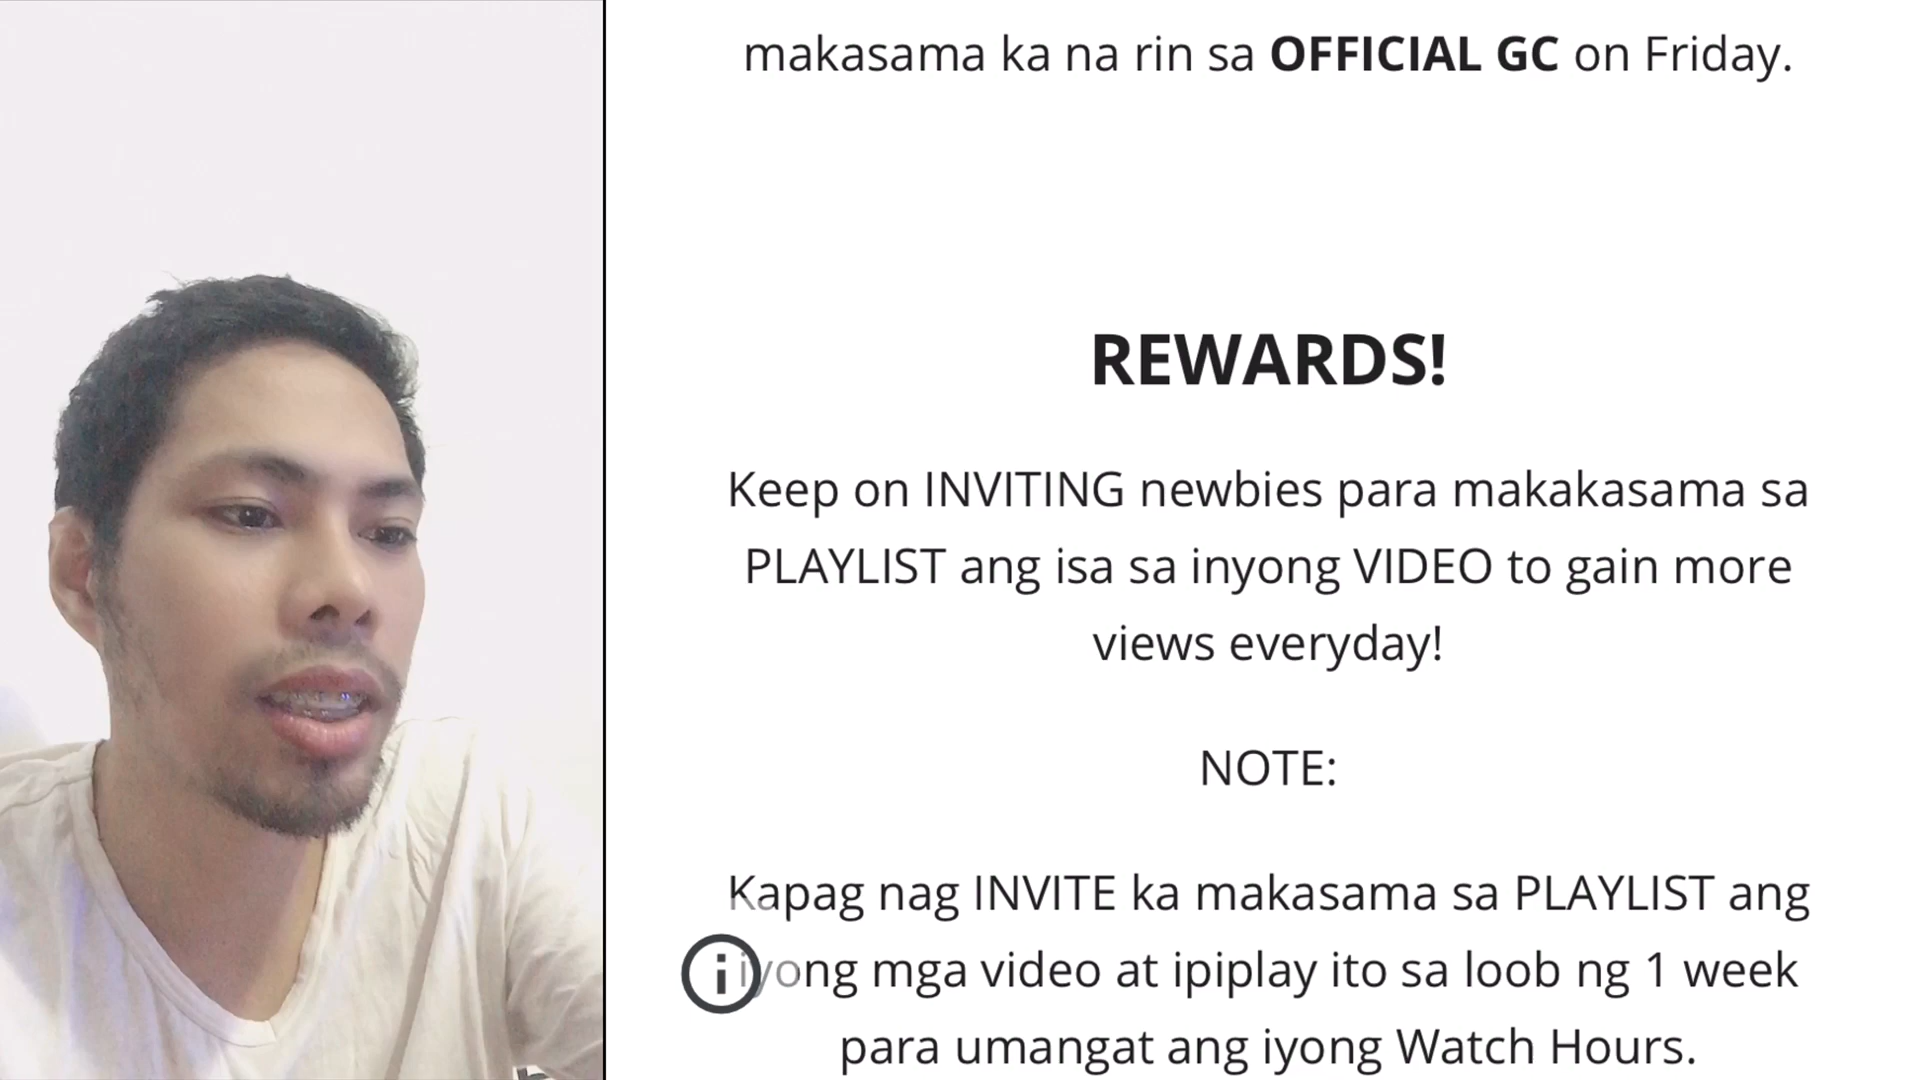 makasama ka na rin sa OFFICIAL GC on Friday.
REWARDS!
Keep on INVITING newbies para makakasama sa
PLAYLIST ang isa sa inyong VIDEO to gain more
views everyday!
NOTE:
Kapag nag INVITE ka makasama sa PLAYLIST ang
iyong mga video at ipiplay ito sa loob ng 1 week
para umangat ang iyong Watch Hours.